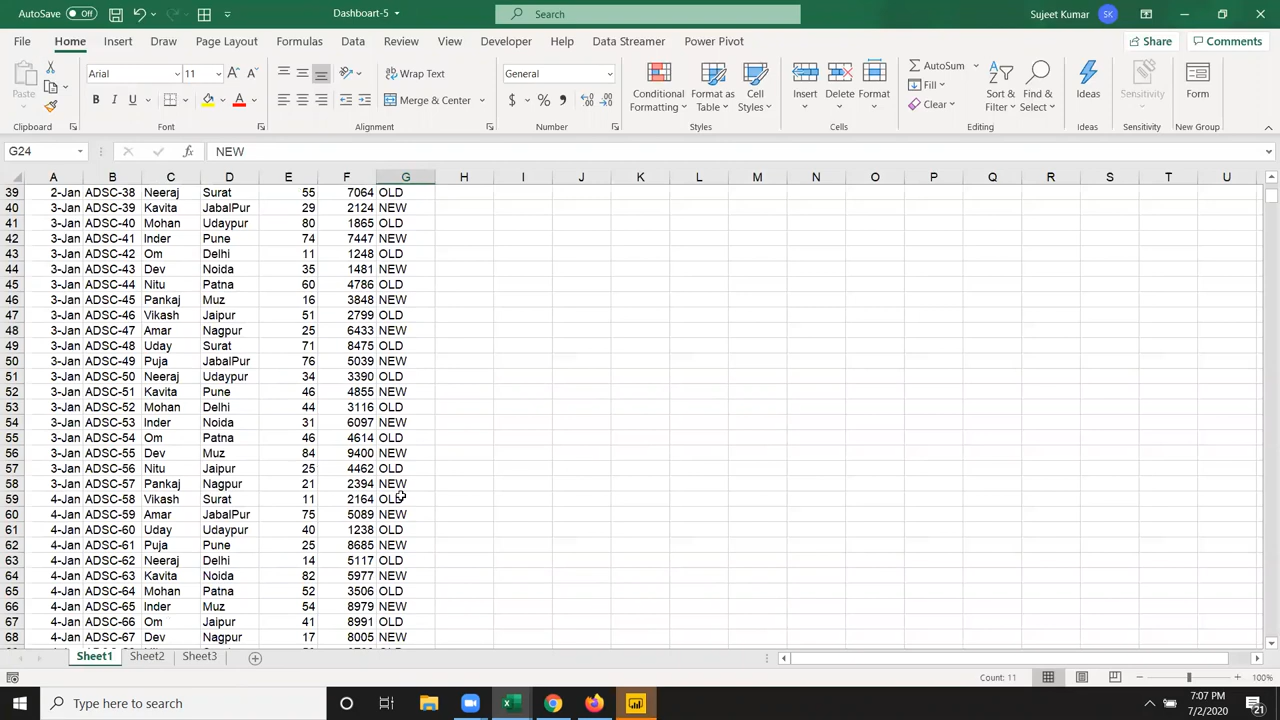 AutoSave Off Dashboart-5 Search Sujeet Kumar SK
File Home Insert Draw Page Layout Formulas Data Review View Developer Help Data Streamer Power Pivot Share Comments
Paste Arial 11 Wrap Text General Conditional Formatting Format as Table Cell Styles Insert Delete Format AutoSum Fill Clear Sort & Filter Find & Select Ideas Sensitivity Form
B I U A Merge & Center $ % 9
Clipboard Font Alignment Number Styles Cells Editing Ideas Sensitivity New Group
G24 fx NEW
A B C D E F G H I J K L M N O P Q R S T U
39 2-Jan ADSC-38 Neeraj Surat 55 7064 OLD
40 3-Jan ADSC-39 Kavita JabalPur 29 2124 NEW
41 3-Jan ADSC-40 Mohan Udaypur 80 1865 OLD
42 3-Jan ADSC-41 Inder Pune 74 7447 NEW
43 3-Jan ADSC-42 Om Delhi 11 1248 OLD
44 3-Jan ADSC-43 Dev Noida 35 1481 NEW
45 3-Jan ADSC-44 Nitu Patna 60 4786 OLD
46 3-Jan ADSC-45 Pankaj Muz 16 3848 NEW
47 3-Jan ADSC-46 Vikash Jaipur 51 2799 OLD
48 3-Jan ADSC-47 Amar Nagpur 25 6433 NEW
49 3-Jan ADSC-48 Uday Surat 71 8475 OLD
50 3-Jan ADSC-49 Puja JabalPur 76 5039 NEW
51 3-Jan ADSC-50 Neeraj Udaypur 34 3390 OLD
52 3-Jan ADSC-51 Kavita Pune 46 4855 NEW
53 3-Jan ADSC-52 Mohan Delhi 44 3116 OLD
54 3-Jan ADSC-53 Inder Noida 31 6097 NEW
55 3-Jan ADSC-54 Om Patna 46 4614 OLD
56 3-Jan ADSC-55 Dev Muz 84 9400 NEW
57 3-Jan ADSC-56 Nitu Jaipur 25 4462 OLD
58 3-Jan ADSC-57 Pankaj Nagpur 21 2394 NEW
59 4-Jan ADSC-58 Vikash Surat 11 2164 OLD
60 4-Jan ADSC-59 Amar JabalPur 75 5089 NEW
61 4-Jan ADSC-60 Uday Udaypur 40 1238 OLD
62 4-Jan ADSC-61 Puja Pune 25 8685 NEW
63 4-Jan ADSC-62 Neeraj Delhi 14 5117 OLD
64 4-Jan ADSC-63 Kavita Noida 82 5977 NEW
65 4-Jan ADSC-64 Mohan Patna 52 3506 OLD
66 4-Jan ADSC-65 Inder Muz 54 8979 NEW
67 4-Jan ADSC-66 Om Jaipur 41 8991 OLD
68 4-Jan ADSC-67 Dev Nagpur 17 8005 NEW
Sheet1 Sheet2 Sheet3
Count: 11 100%
Type here to search 7:07 PM
7/2/2020 21